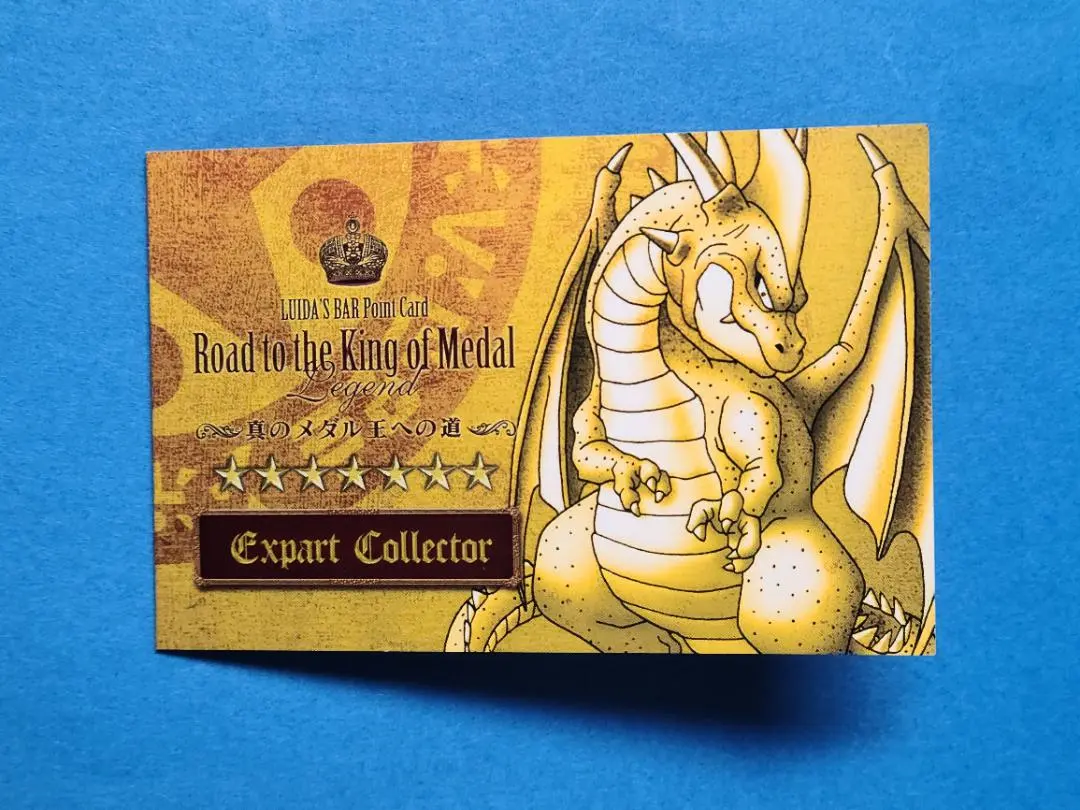 LUIDA'S BAR Point Card
Road to the King of Medal
Legend
真のメダル王への道
Expart Collector